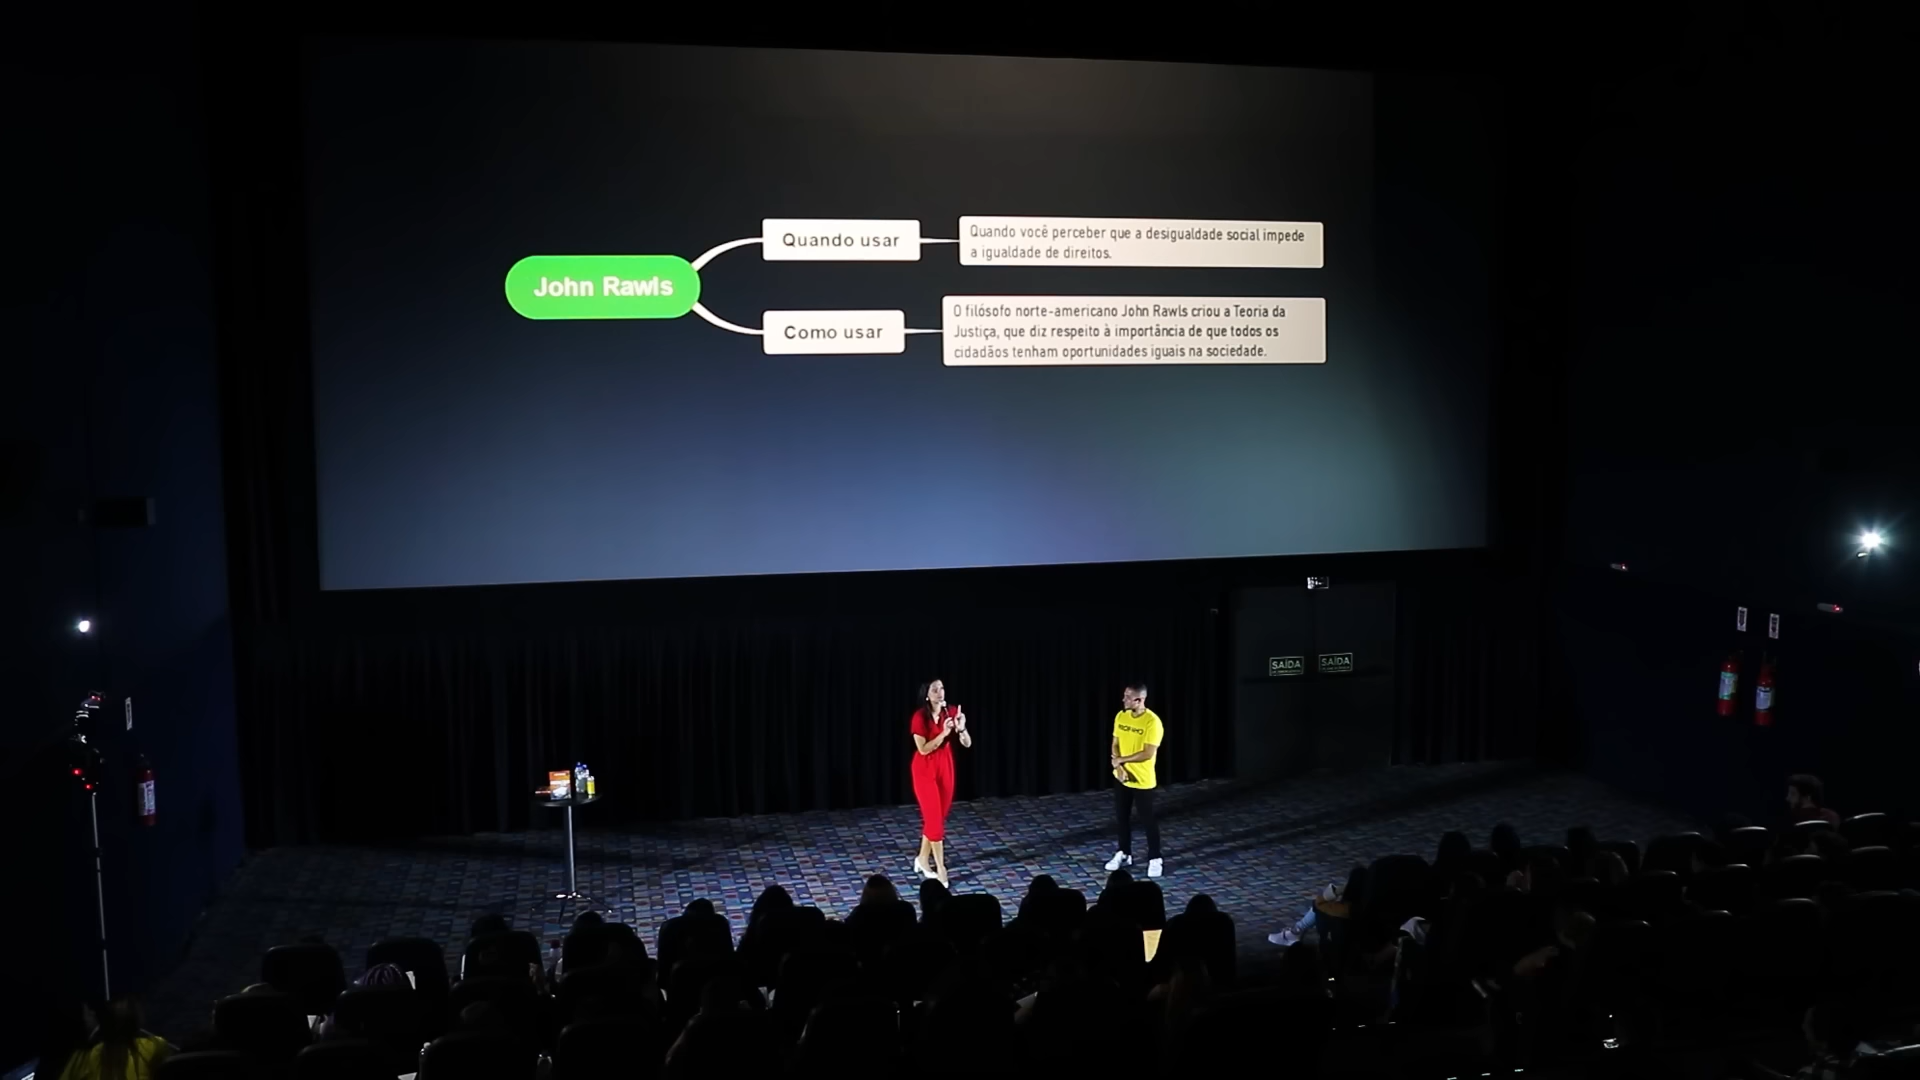 John Rawls
Quando usar
Quando você perceber que a desigualdade social impede
a igualdade de direitos.
Como usar
O filósofo norte-americano John Rawls criou a Teoria da
Justiça, que diz respeito à importância de que todos os
cidadãos tenham oportunidades iguais na sociedade.
SAÍDA
SAÍDA